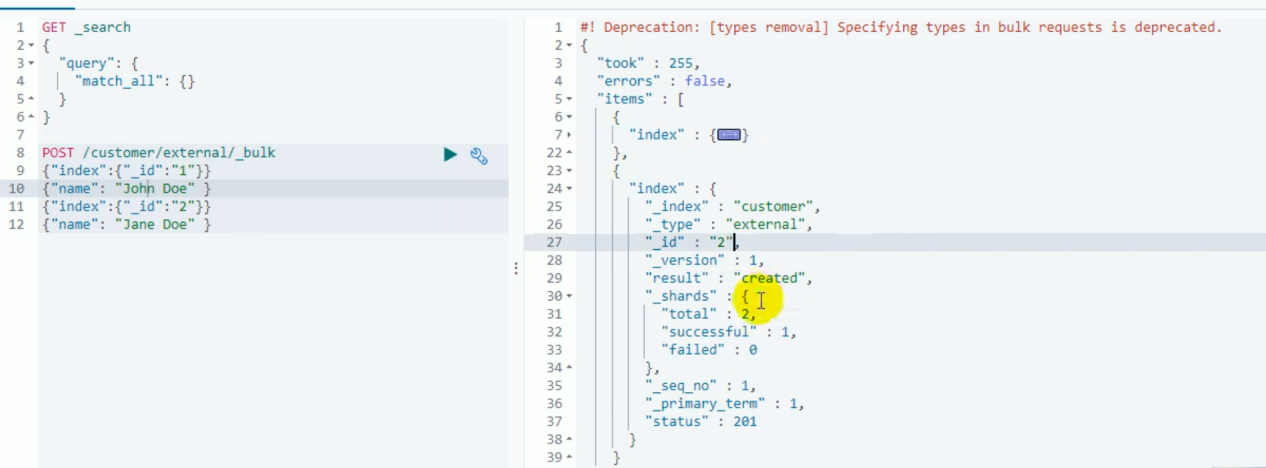 1 GET _search
2 {
3 "query": {
4 "match_all": {}
5 }
6 }
7
8 POST /customer/external/_bulk
9 {"index":{"_id":"1"}}
10 {"name": "John Doe" }
11 {"index":{"_id":"2"}}
12 {"name": "Jane Doe" }
1 #! Deprecation: [types removal] Specifying types in bulk requests is deprecated.
2 {
3 "took" : 255,
4 "errors" : false,
5 "items" : [
6 {
7 "index" : {}
22 },
23 {
24 "index" : {
25 "_index" : "customer",
26 "_type" : "external",
27 "_id" : "2",
28 "_version" : 1,
29 "result" : "created",
30 "_shards" : {
31 "total" : 2,
32 "successful" : 1,
33 "failed" : 0
34 },
35 "_seq_no" : 1,
36 "_primary_term" : 1,
37 "status" : 201
38 }
39 }